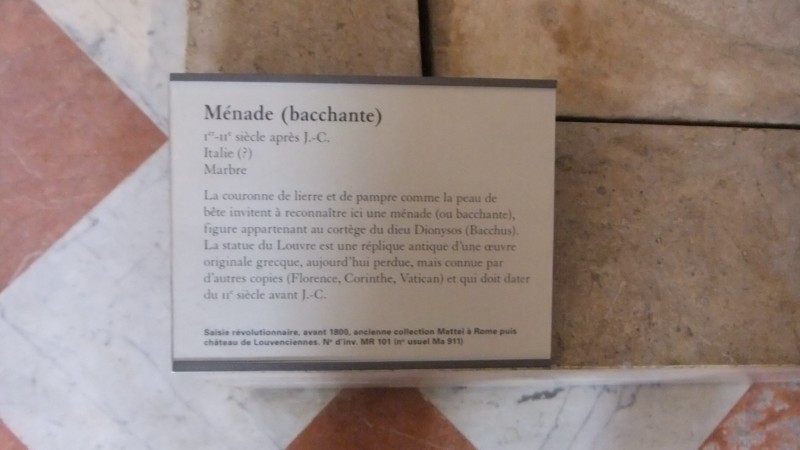 Ménade (bacchante)
Iᵉʳ-IIᵉ siècle après J.-C.
Italie (?)
Marbre
La couronne de lierre et de pampre comme la peau de
bête invitent à reconnaître ici une ménade (ou bacchante),
figure appartenant au cortège du dieu Dionysos (Bacchus).
La statue du Louvre est une réplique antique d'une œuvre
originale grecque, aujourd'hui perdue, mais connue par
d'autres copies (Florence, Corinthe, Vatican) et qui doit dater
du IIᵉ siècle avant J.-C.
Saisie révolutionnaire, avant 1800, ancienne collection Mattei à Rome puis
château de Louvenciennes. Nº d'inv. MR 101 (nº usuel Ma 911)